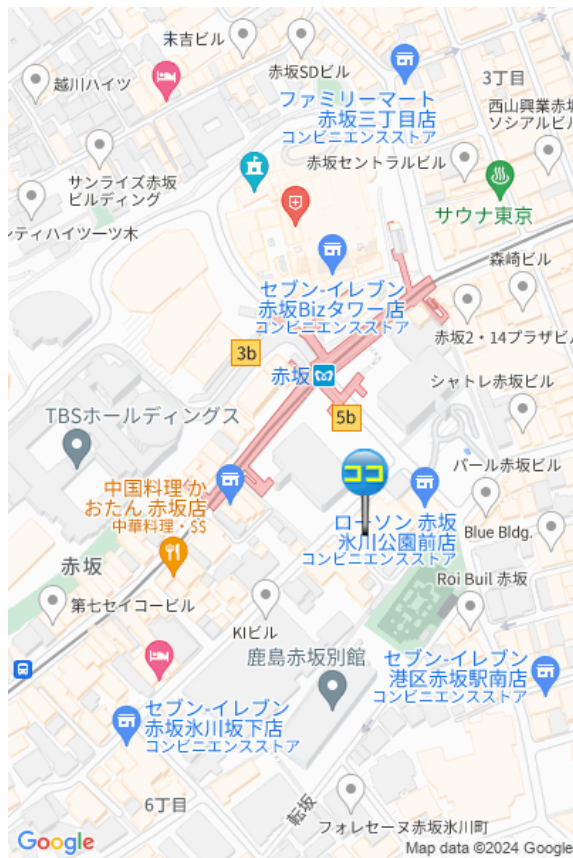 末吉ビル
越川ハイツ
赤坂SDビル
3丁目
ファミリーマート
赤坂三丁目店
コンビニエンスストア
西山興業赤坂
ソシアルビル
赤坂セントラルビル
サンライズ赤坂
ビルディング
サウナ東京
ンティハイツ一ツ木
森崎ビル
セブン-イレブン
赤坂Bizタワー店
コンビニエンスストア
赤坂2・14プラザビル
3b
赤坂
シャトレ赤坂ビル
TBSホールディングス
5b
ココ
パール赤坂ビル
中国料理 か
おたん 赤坂店
中華料理・SS
ローソン 赤坂
氷川公園前店
コンビニエンスストア
Blue Bldg.
赤坂
Roi Buil 赤坂
第七セイコービル
KIビル
鹿島赤坂別館
セブン-イレブン
港区赤坂駅南店
コンビニエンスストア
セブン-イレブン
赤坂氷川坂下店
コンビニエンスストア
6丁目
転坂
フォレセーヌ赤坂氷川町
Google
Map data ©2024 Google